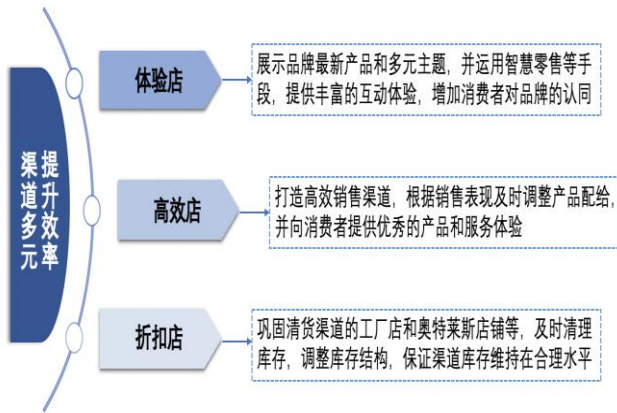 渠道多元
提升效率
体验店
展示品牌最新产品和多元主题，并运用智慧零售等手
段，提供丰富的互动体验，增加消费者对品牌的认同
高效店
打造高效销售渠道，根据销售表现及时调整产品配给，
并向消费者提供优秀的产品和服务体验
折扣店
巩固清货渠道的工厂店和奥特莱斯店铺等，及时清理
库存，调整库存结构，保证渠道库存维持在合理水平